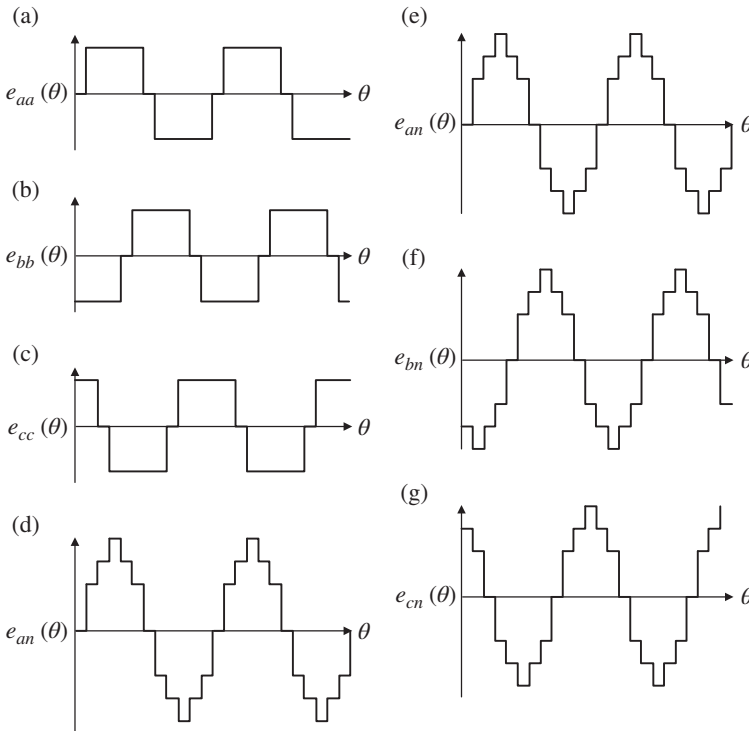 (a)
e_aa (θ)
θ
(b)
e_bb (θ)
θ
(c)
e_cc (θ)
θ
(d)
e_an (θ)
θ
(e)
e_an (θ)
θ
(f)
e_bn (θ)
θ
(g)
e_cn (θ)
θ